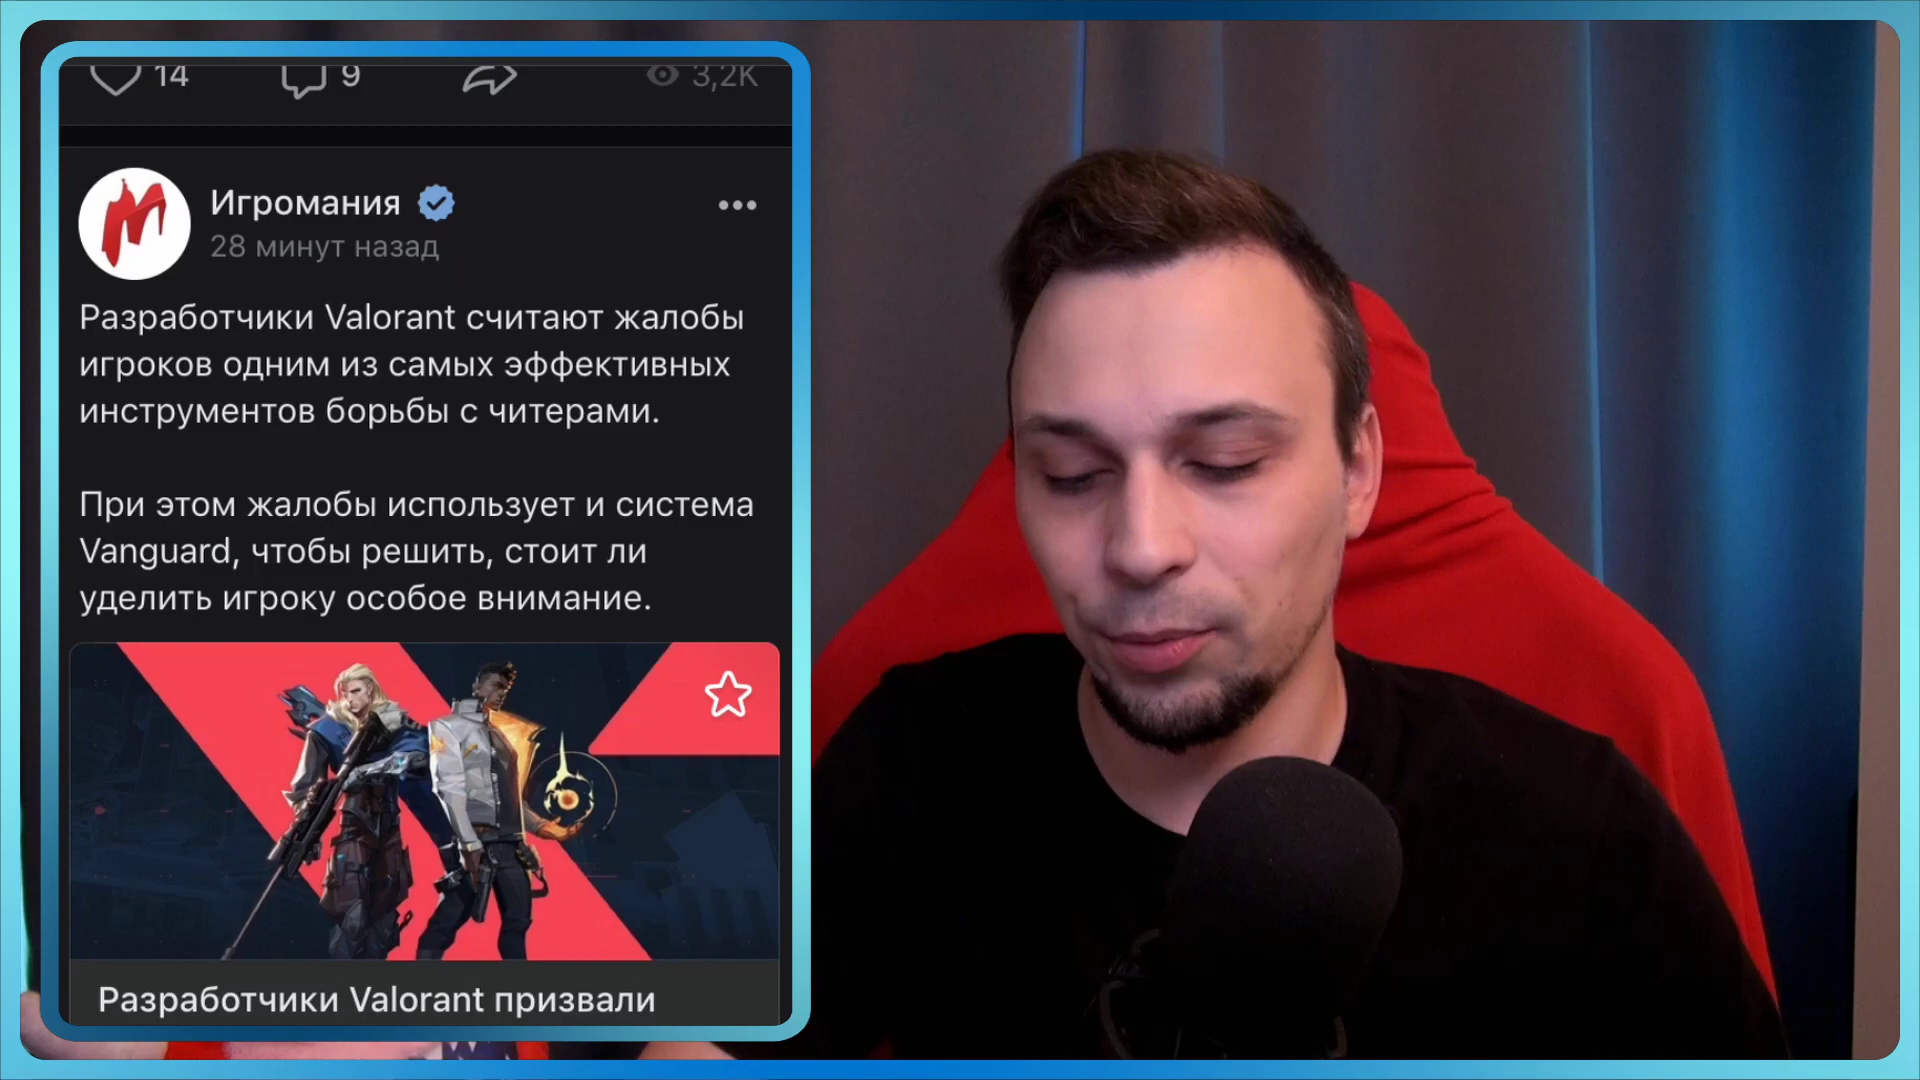 14 9 3,2K
Игромания
28 минут назад
Разработчики Valorant считают жалобы
игроков одним из самых эффективных
инструментов борьбы с читерами.
При этом жалобы использует и система
Vanguard, чтобы решить, стоит ли
уделить игроку особое внимание.
Разработчики Valorant призвали